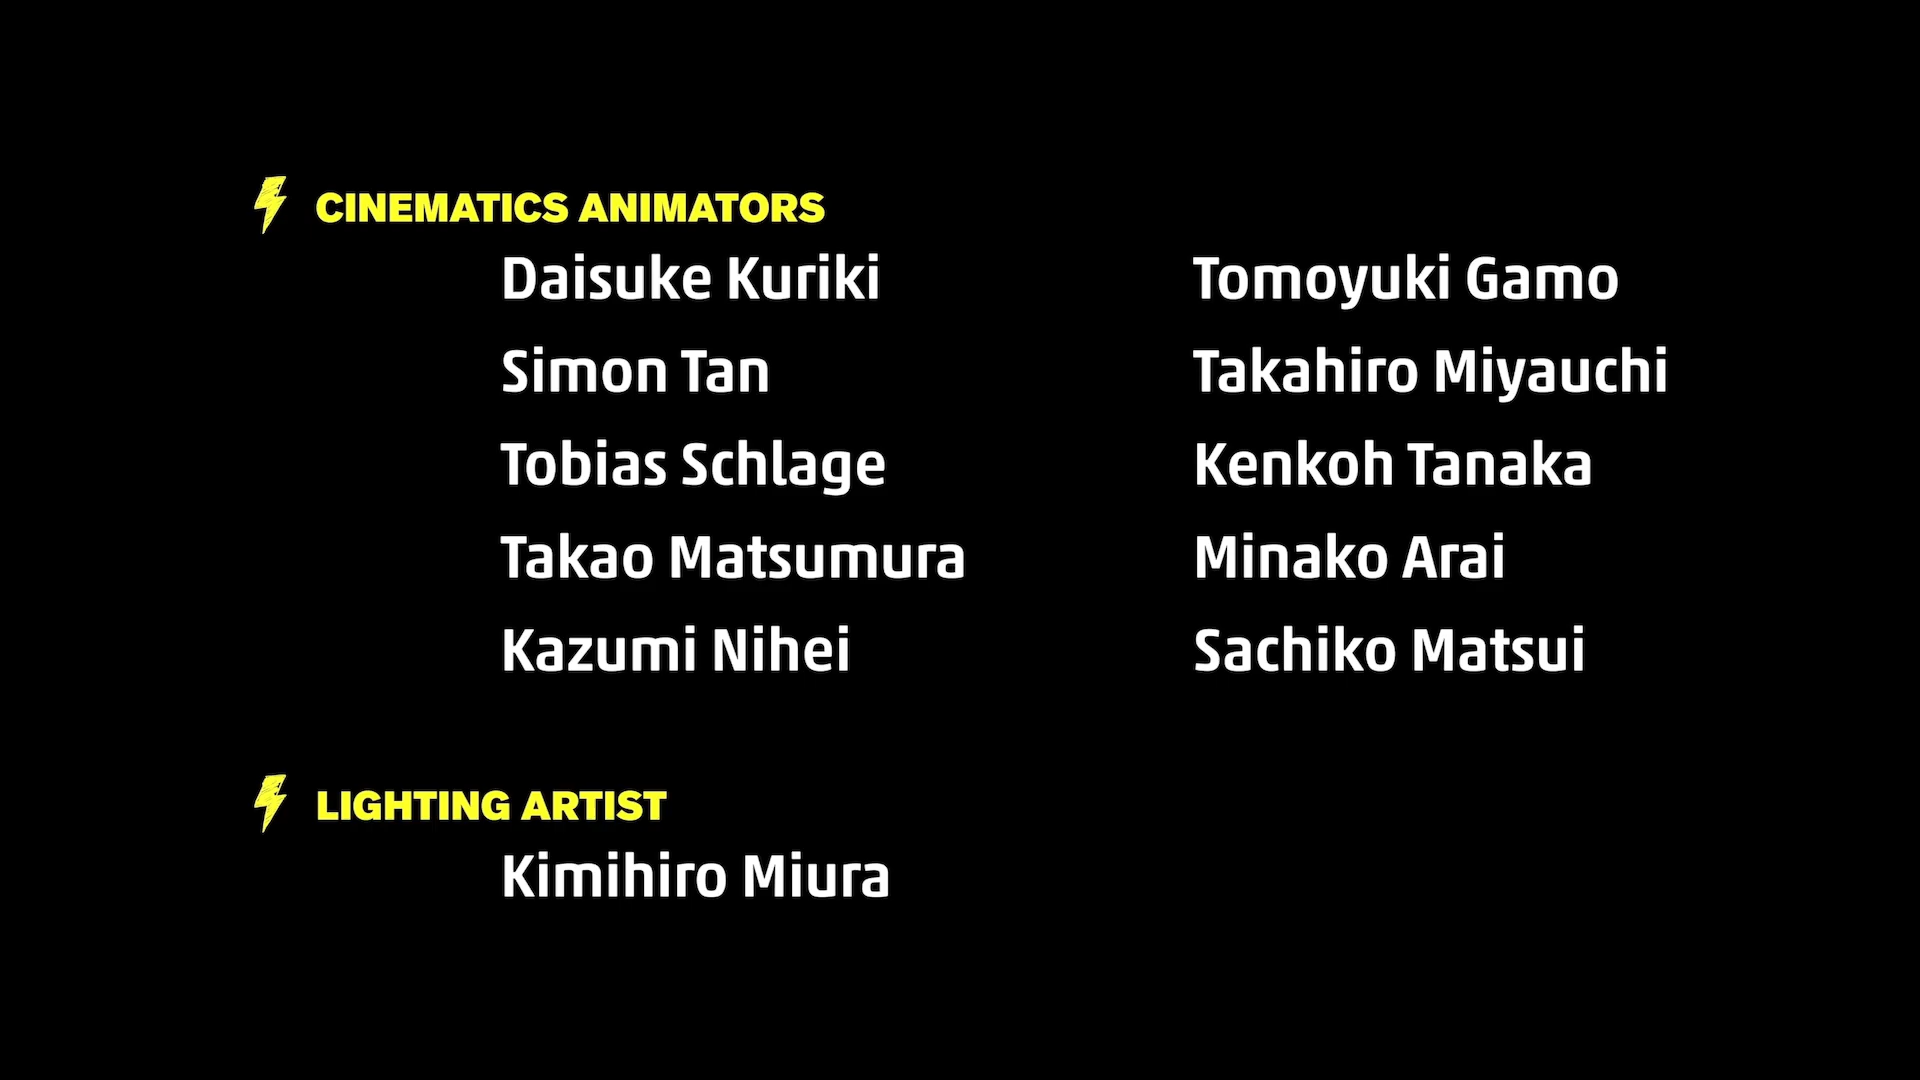 CINEMATICS ANIMATORS
Daisuke Kuriki Tomoyuki Gamo
Simon Tan Takahiro Miyauchi
Tobias Schlage Kenkoh Tanaka
Takao Matsumura Minako Arai
Kazumi Nihei Sachiko Matsui
LIGHTING ARTIST
Kimihiro Miura